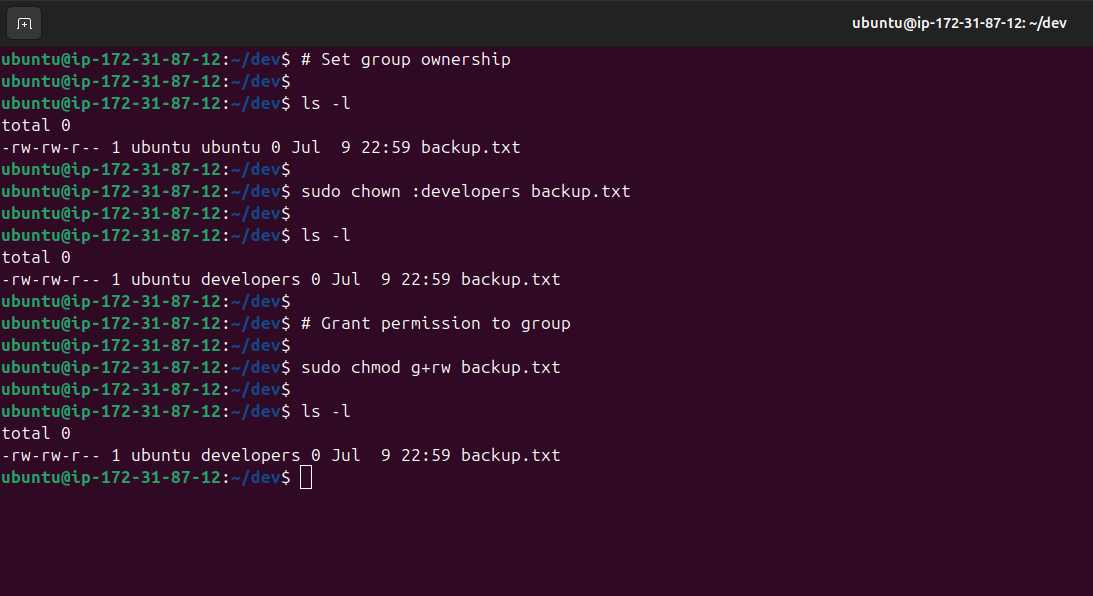 ubuntu@ip-172-31-87-12: ~/dev
ubuntu@ip-172-31-87-12:~/dev$ # Set group ownership
ubuntu@ip-172-31-87-12:~/dev$
ubuntu@ip-172-31-87-12:~/dev$ ls -l
total 0
-rw-rw-r-- 1 ubuntu ubuntu 0 Jul  9 22:59 backup.txt
ubuntu@ip-172-31-87-12:~/dev$
ubuntu@ip-172-31-87-12:~/dev$ sudo chown :developers backup.txt
ubuntu@ip-172-31-87-12:~/dev$
ubuntu@ip-172-31-87-12:~/dev$ ls -l
total 0
-rw-rw-r-- 1 ubuntu developers 0 Jul  9 22:59 backup.txt
ubuntu@ip-172-31-87-12:~/dev$
ubuntu@ip-172-31-87-12:~/dev$ # Grant permission to group
ubuntu@ip-172-31-87-12:~/dev$
ubuntu@ip-172-31-87-12:~/dev$ sudo chmod g+rw backup.txt
ubuntu@ip-172-31-87-12:~/dev$
ubuntu@ip-172-31-87-12:~/dev$ ls -l
total 0
-rw-rw-r-- 1 ubuntu developers 0 Jul  9 22:59 backup.txt
ubuntu@ip-172-31-87-12:~/dev$